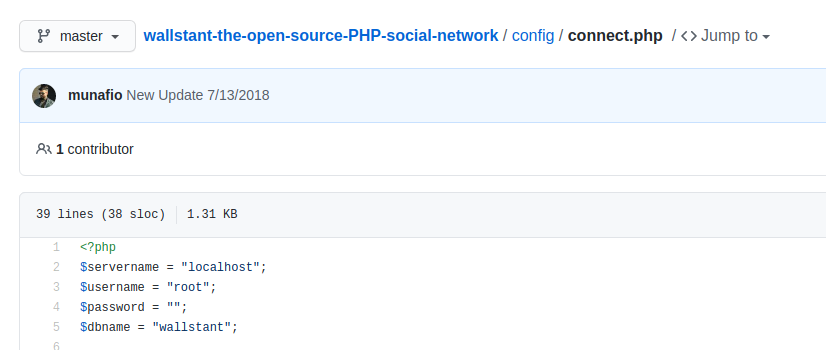 master wallstant-the-open-source-PHP-social-network / config / connect.php / <> Jump to
munafio New Update 7/13/2018
1 contributor
39 lines (38 sloc) 1.31 KB
1 <?php
2 $servername = "localhost";
3 $username = "root";
4 $password = "";
5 $dbname = "wallstant";
6